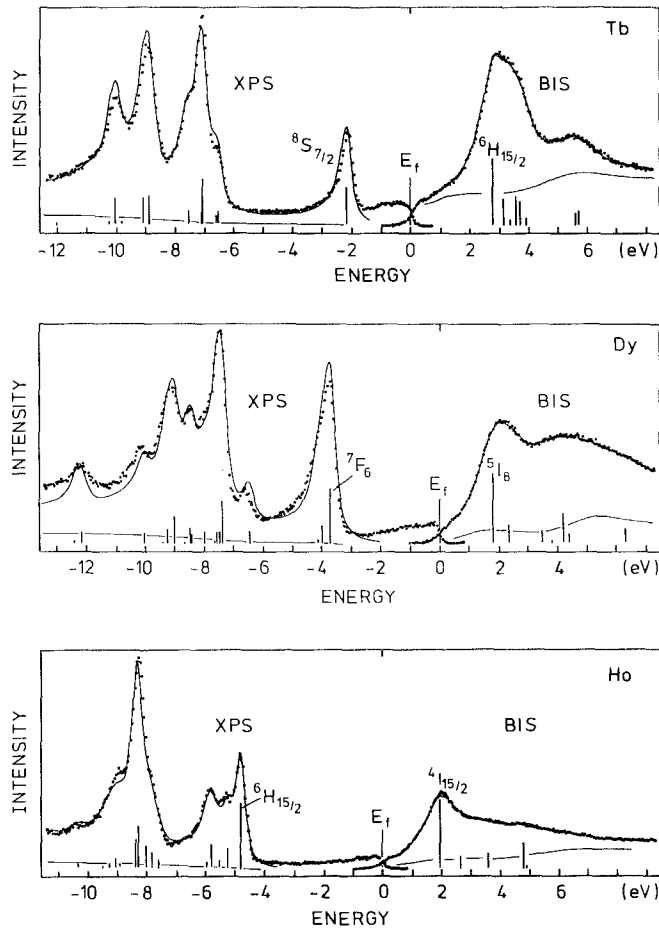 Tb
INTENSITY
XPS
BIS
⁸S₇/₂
E_f
⁶H₁₅/₂
-12 -10 -8 -6 -4 -2 0 2 4 6 (eV)
ENERGY
Dy
INTENSITY
XPS
BIS
⁷F₆
E_f
⁵I₈
-12 -10 -8 -6 -4 -2 0 2 4 6 (eV)
ENERGY
Ho
INTENSITY
XPS
BIS
⁶H₁₅/₂
E_f
⁴I₁₅/₂
-10 -8 -6 -4 -2 0 2 4 6 8 (eV)
ENERGY